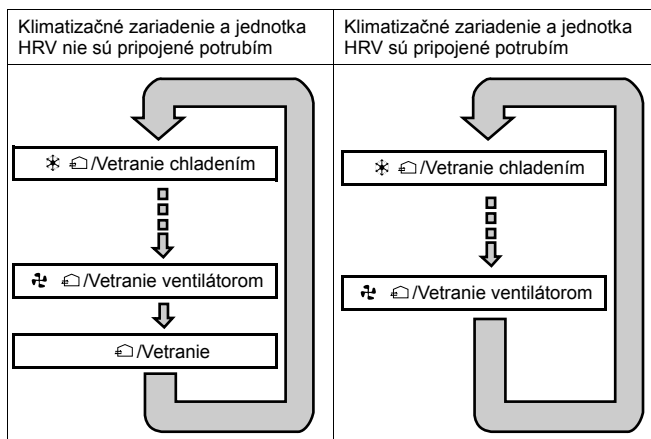 Klimatizačné zariadenie a jednotka
HRV nie sú pripojené potrubím
/Vetranie chladením
/Vetranie ventilátorom
/Vetranie
Klimatizačné zariadenie a jednotka
HRV sú pripojené potrubím
/Vetranie chladením
/Vetranie ventilátorom